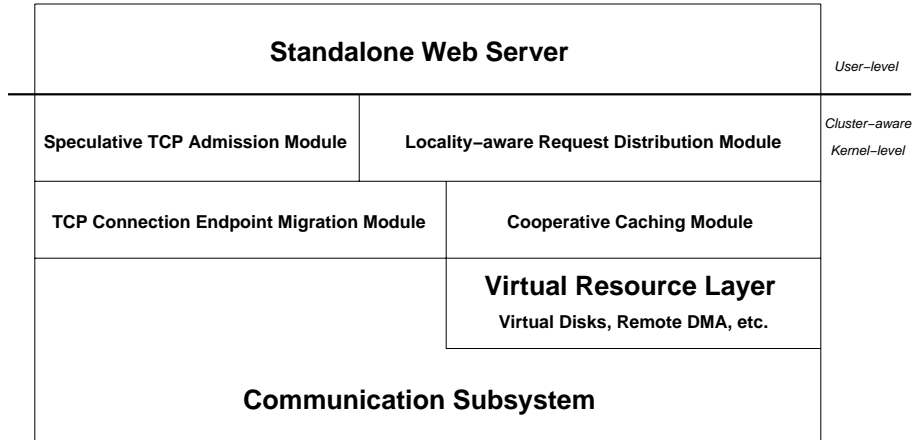 Standalone Web Server
User−level
Speculative TCP Admission Module
Locality−aware Request Distribution Module
Cluster−aware
Kernel−level
TCP Connection Endpoint Migration Module
Cooperative Caching Module
Virtual Resource Layer
Virtual Disks, Remote DMA, etc.
Communication Subsystem